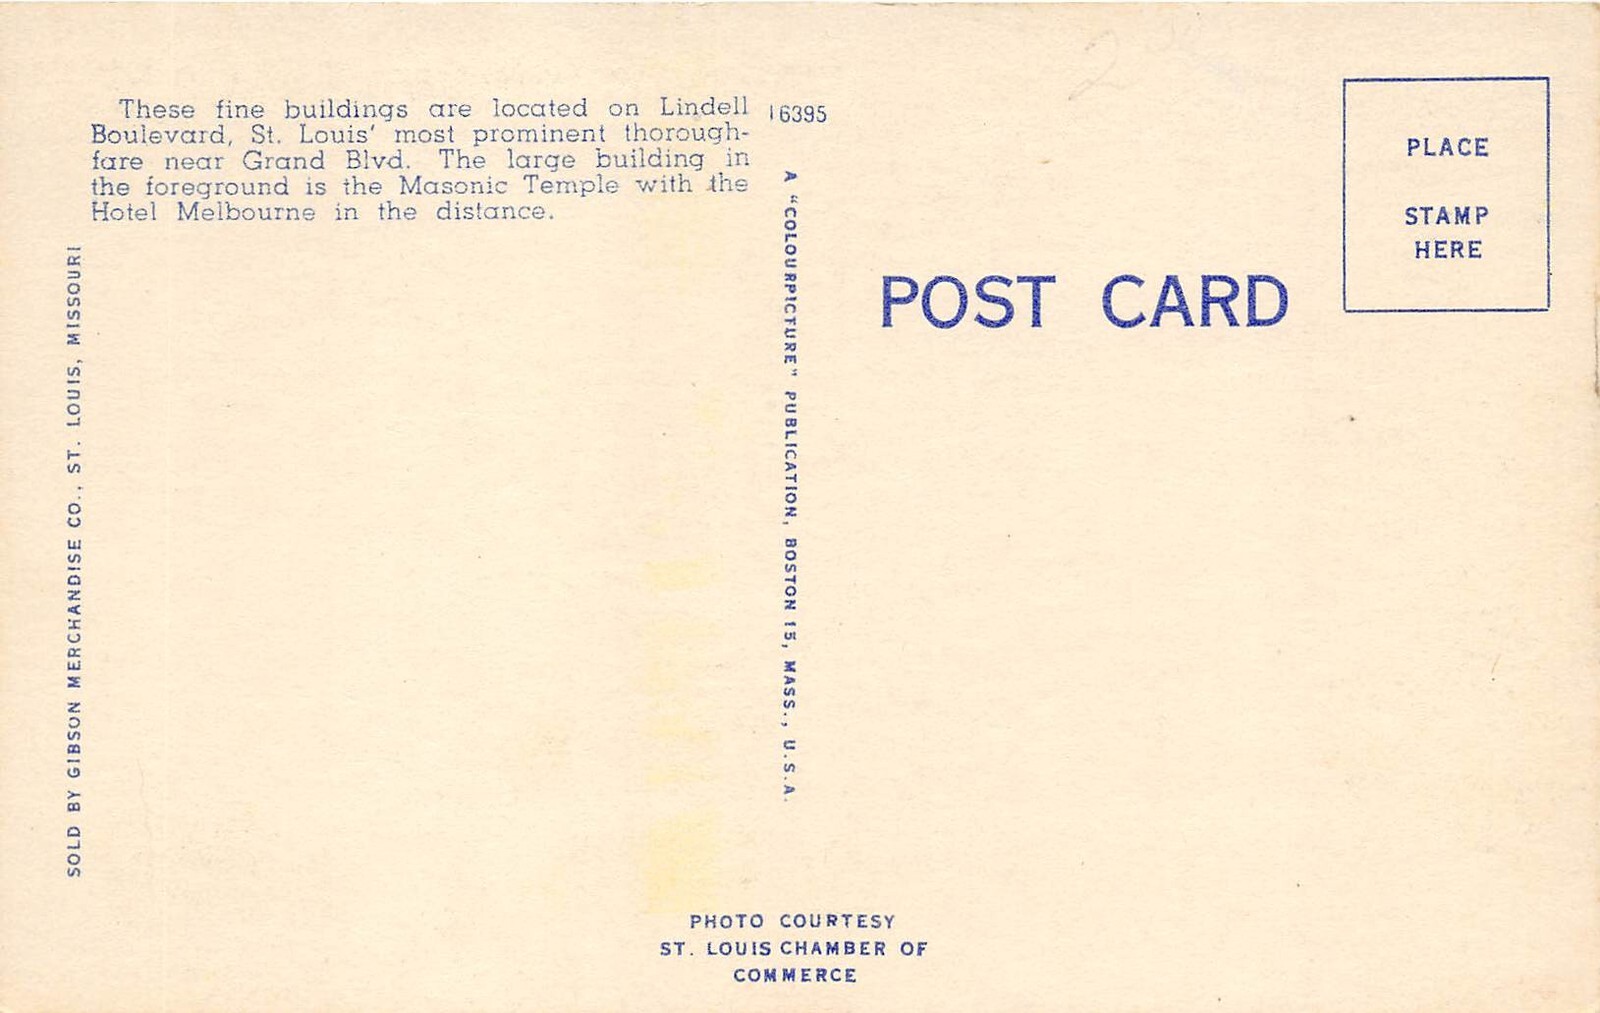 These fine buildings are located on Lindell
Boulevard, St. Louis' most prominent thorough-
fare near Grand Blvd. The large building in
the foreground is the Masonic Temple with the
Hotel Melbourne in the distance.
SOLD BY GIBSON MERCHANDISE CO., ST. LOUIS, MISSOURI
16395
A "COLOURPICTURE" PUBLICATION, BOSTON 15, MASS., U.S.A.
2
POST CARD
PLACE
STAMP
HERE
PHOTO COURTESY
ST. LOUIS CHAMBER OF
COMMERCE